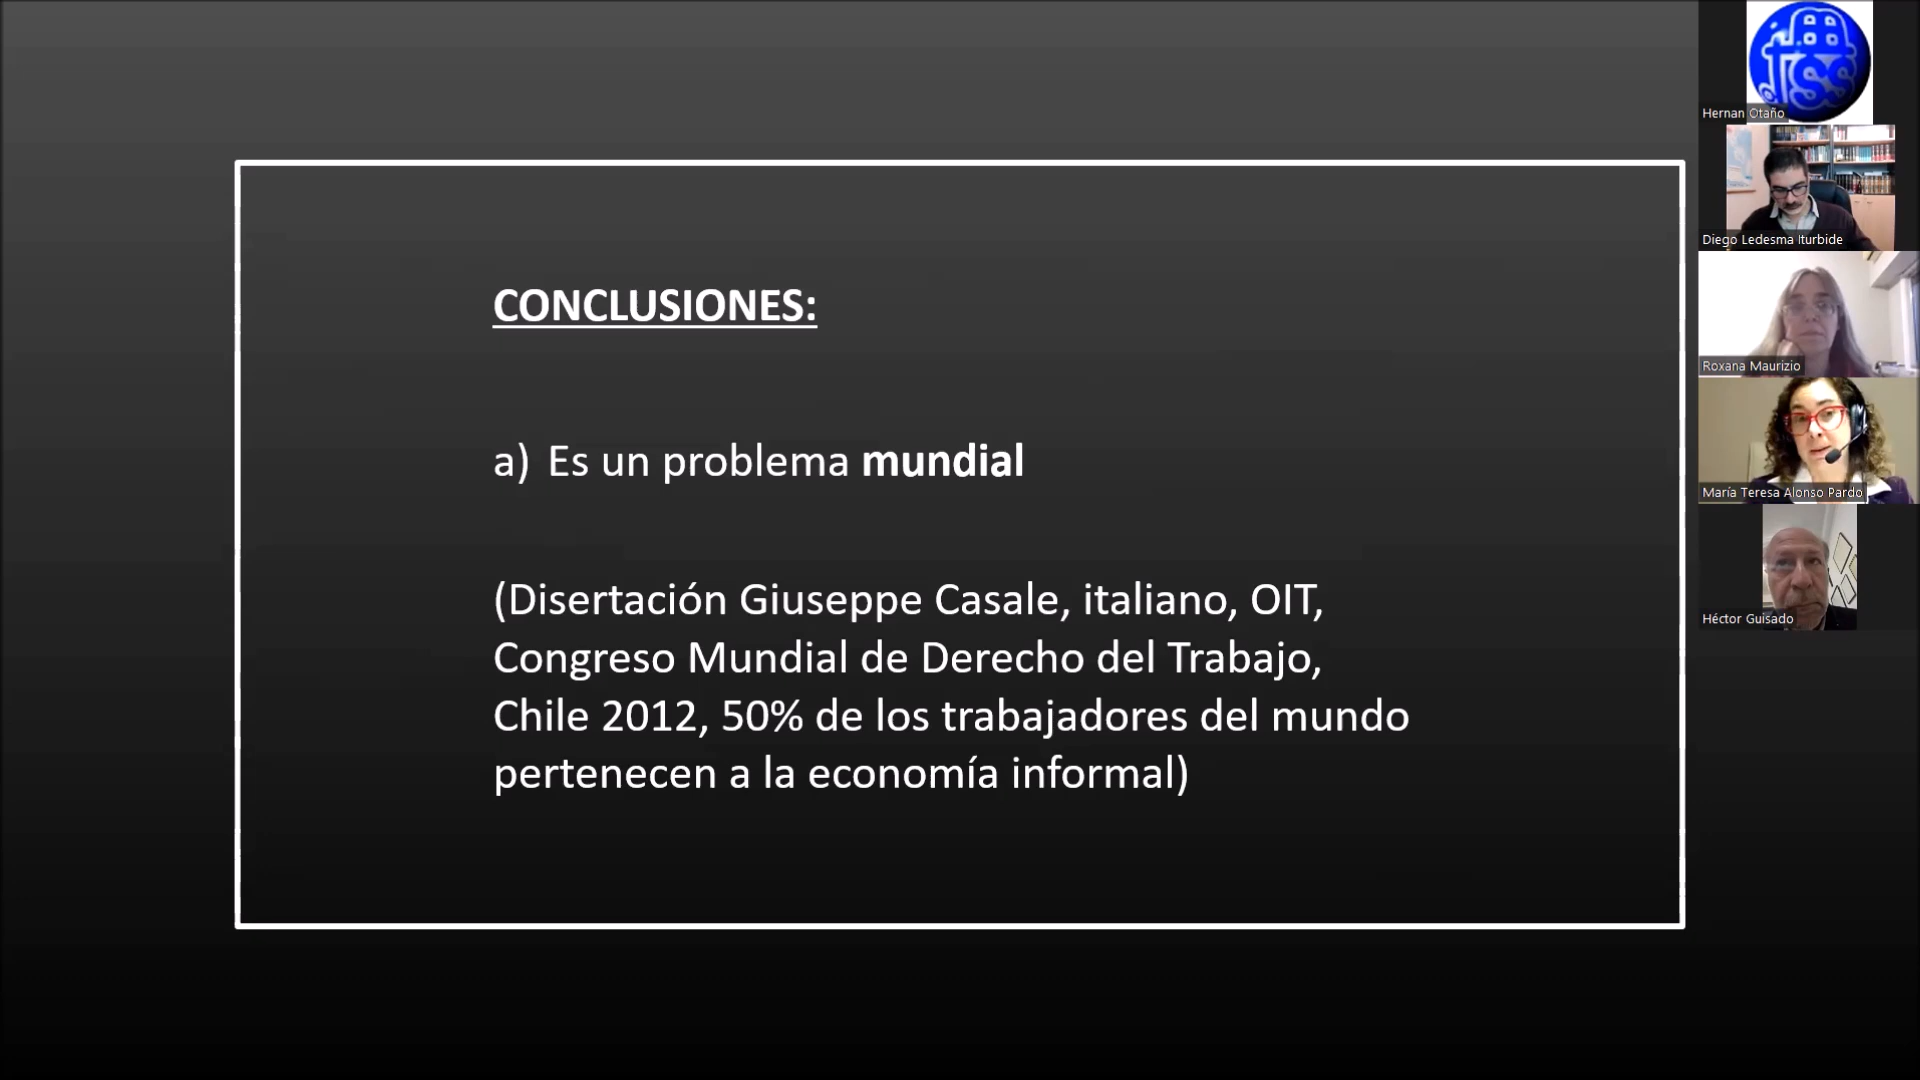 CONCLUSIONES:
a) Es un problema mundial
(Disertación Giuseppe Casale, italiano, OIT,
Congreso Mundial de Derecho del Trabajo,
Chile 2012, 50% de los trabajadores del mundo
pertenecen a la economía informal)
Hernan Otaño
Diego Ledesma Iturbide
Roxana Maurizio
María Teresa Alonso Pardo
Héctor Guisado